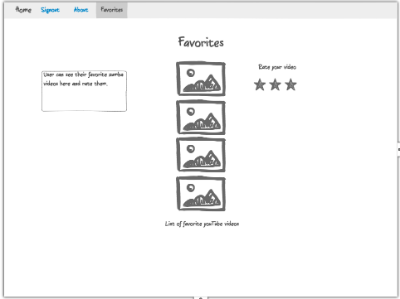 Home Signout About Favorites
Favorites
Rate your video
User can see their favorite zumba
videos here and rate them.
List of favorite youTube videos